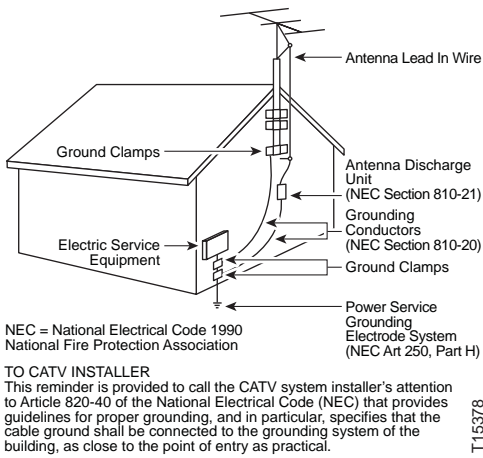 Antenna Lead In Wire
Ground Clamps
Antenna Discharge
Unit
(NEC Section 810-21)
Grounding
Conductors
(NEC Section 810-20)
Electric Service
Equipment
Ground Clamps
Power Service
Grounding
Electrode System
(NEC Art 250, Part H)
NEC = National Electrical Code 1990
National Fire Protection Association
TO CATV INSTALLER
This reminder is provided to call the CATV system installer's attention
to Article 820-40 of the National Electrical Code (NEC) that provides
guidelines for proper grounding, and in particular, specifies that the
cable ground shall be connected to the grounding system of the
building, as close to the point of entry as practical.
T15378